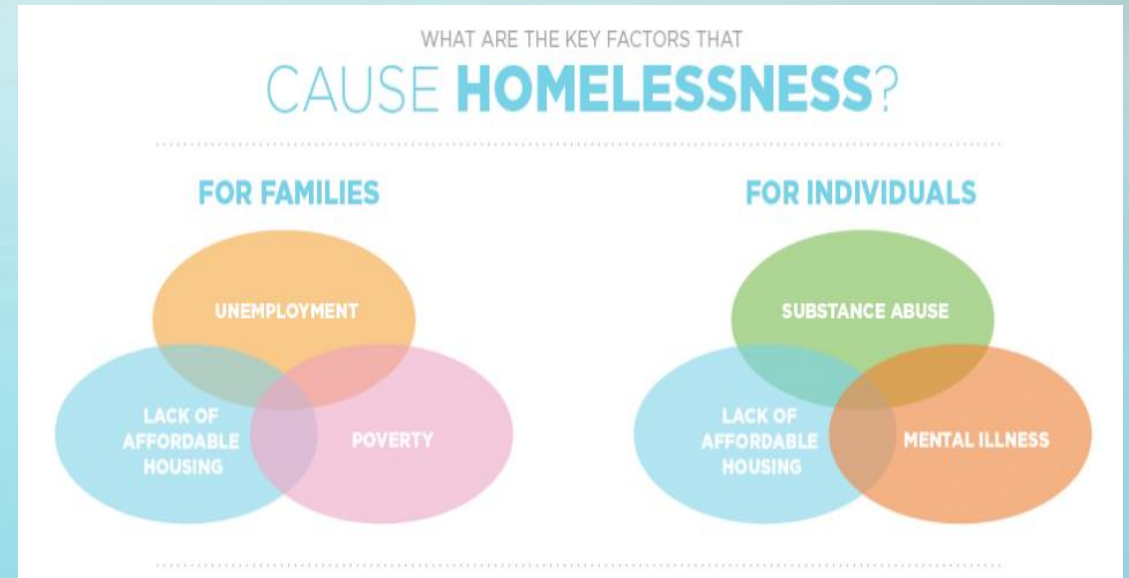 WHAT ARE THE KEY FACTORS THAT
CAUSE HOMELESSNESS?
FOR FAMILIES
UNEMPLOYMENT
LACK OF
AFFORDABLE
HOUSING
POVERTY
FOR INDIVIDUALS
SUBSTANCE ABUSE
LACK OF
AFFORDABLE
HOUSING
MENTAL ILLNESS